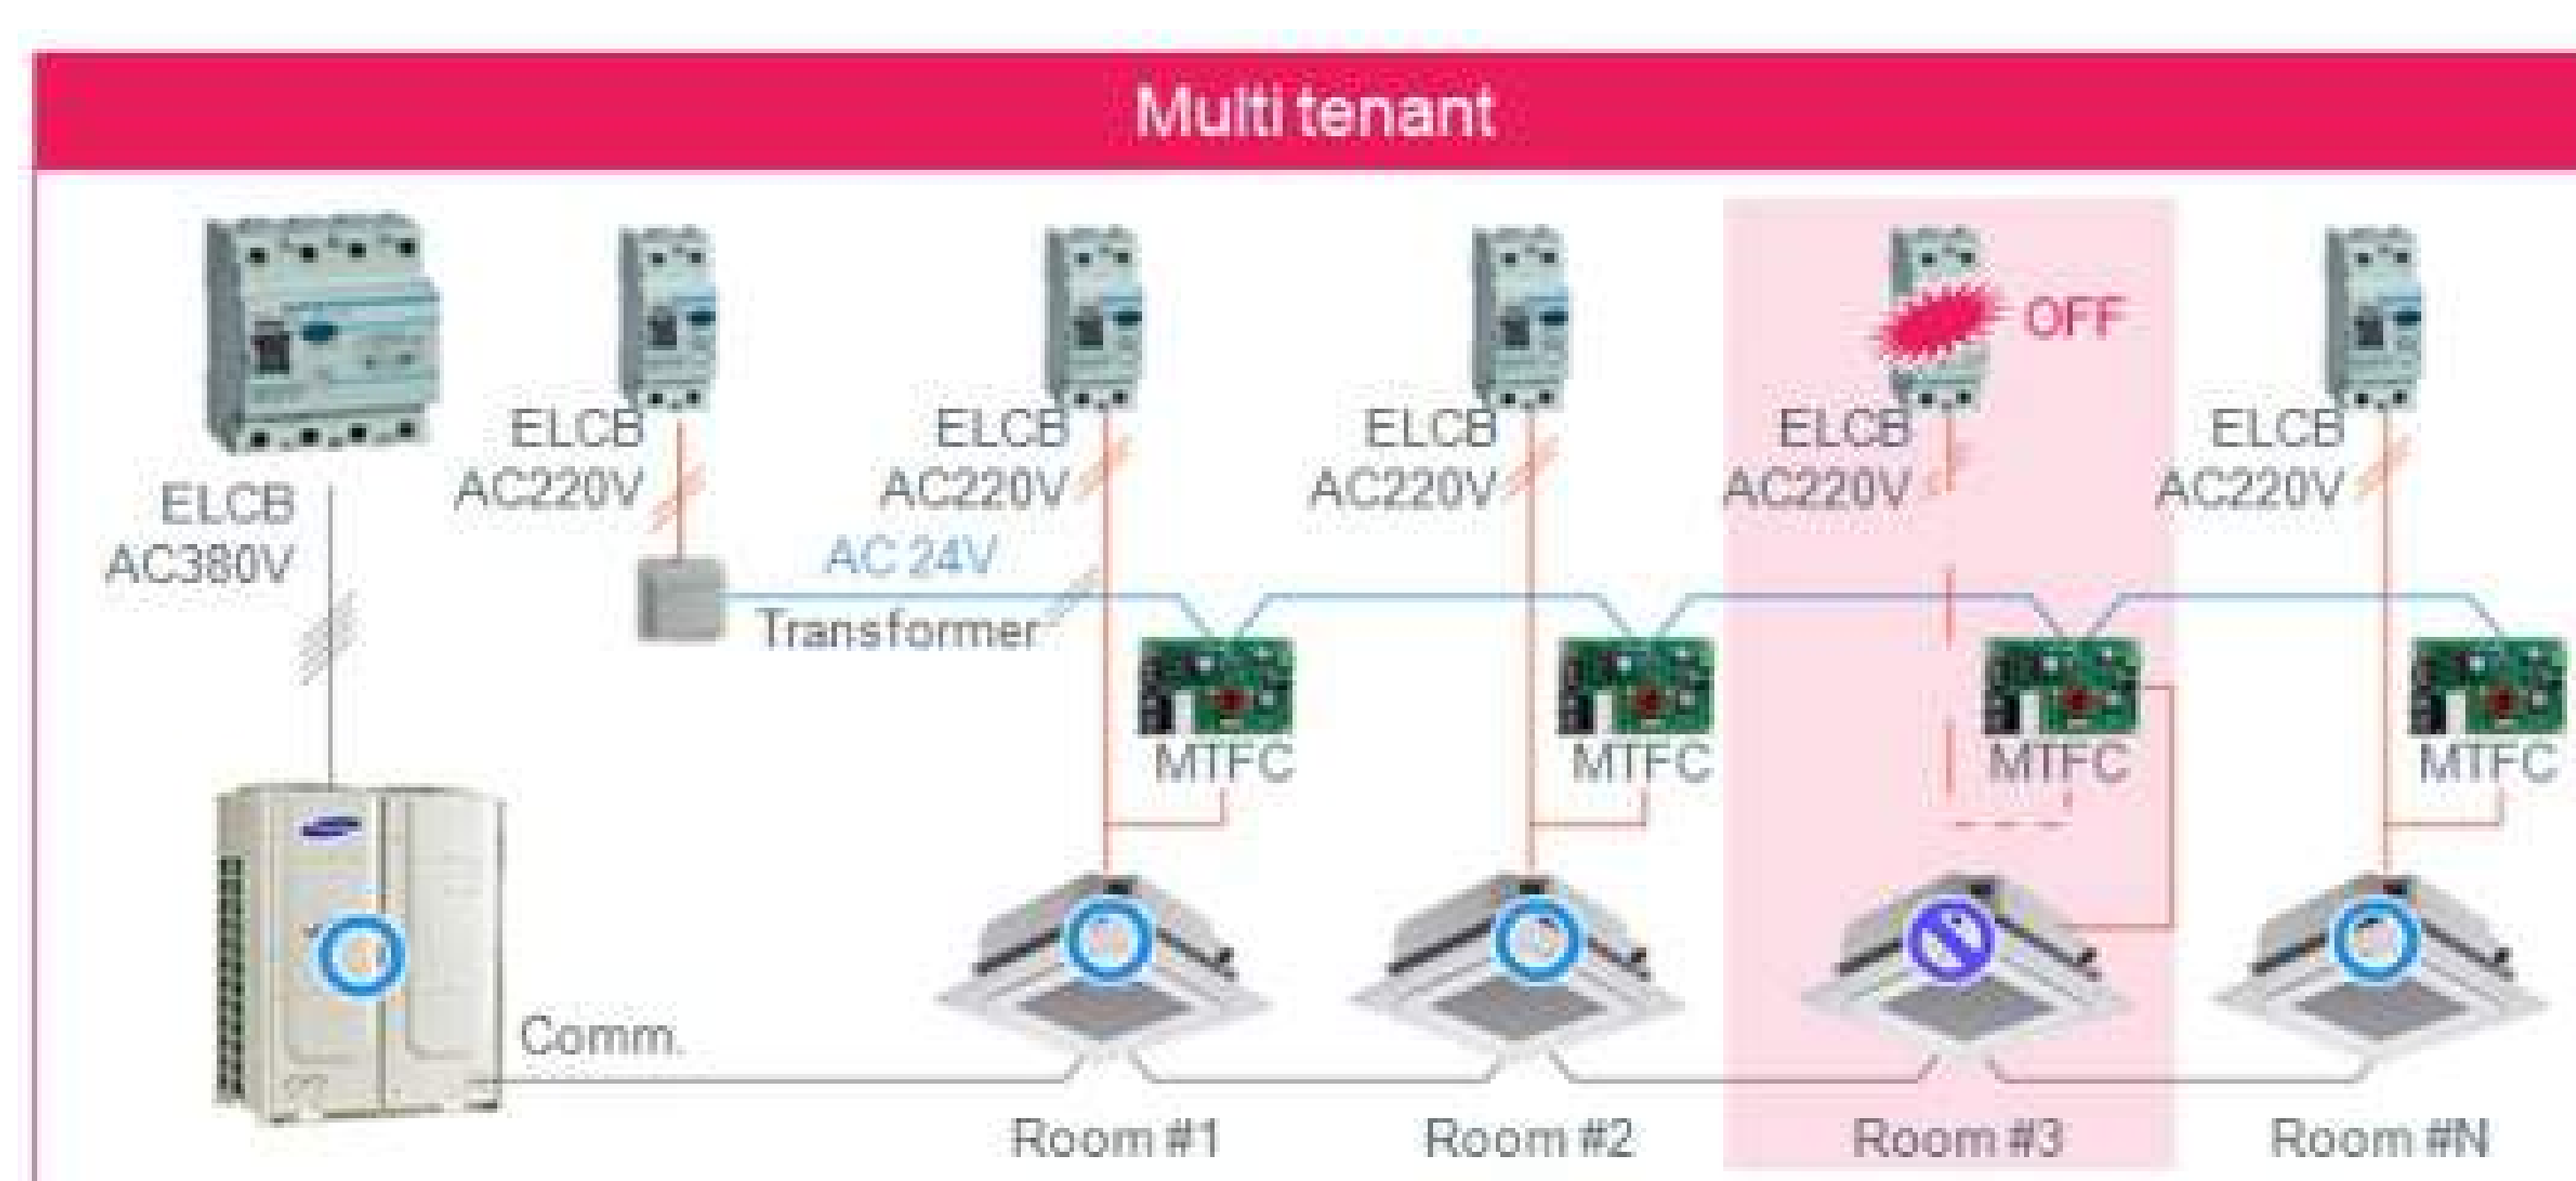 Multi tenant
OFF
ELCB
AC380V
ELCB
AC220V
ELCB
AC220V
ELCB
AC220V
ELCB
AC220V
ELCB
AC220V
AC 24V
Transformer
MTFC
MTFC
MTFC
MTFC
Comm.
Room #1
Room #2
Room #3
Room #N